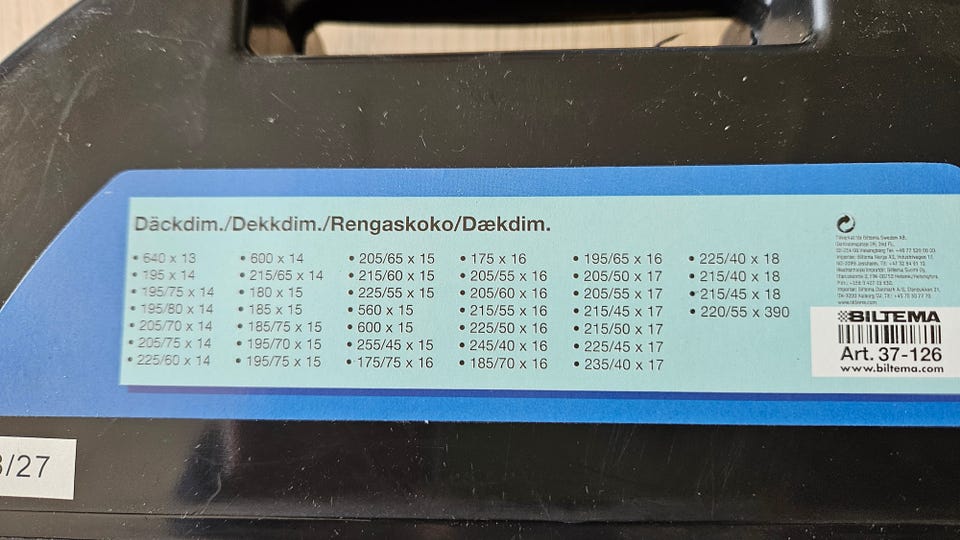 Däckdim./Dekkdim./Rengaskoko/Dækdim.
• 640 x 13
• 195 x 14
• 195/75 x 14
• 195/80 x 14
• 205/70 x 14
• 205/75 x 14
• 225/60 x 14
• 600 x 14
• 215/65 x 14
• 180 x 15
• 185 x 15
• 185/75 x 15
• 195/70 x 15
• 195/75 x 15
• 205/65 x 15
• 215/60 x 15
• 225/55 x 15
• 560 x 15
• 600 x 15
• 255/45 x 15
• 175/75 x 16
• 175 x 16
• 205/55 x 16
• 205/60 x 16
• 215/55 x 16
• 225/50 x 16
• 245/40 x 16
• 185/70 x 16
• 195/65 x 16
• 205/50 x 17
• 205/55 x 17
• 215/45 x 17
• 215/50 x 17
• 225/45 x 17
• 235/40 x 17
• 225/40 x 18
• 215/40 x 18
• 215/45 x 18
• 220/55 x 390
www.biltema.com
BILTEMA
Art. 37-126
www.biltema.com
/27